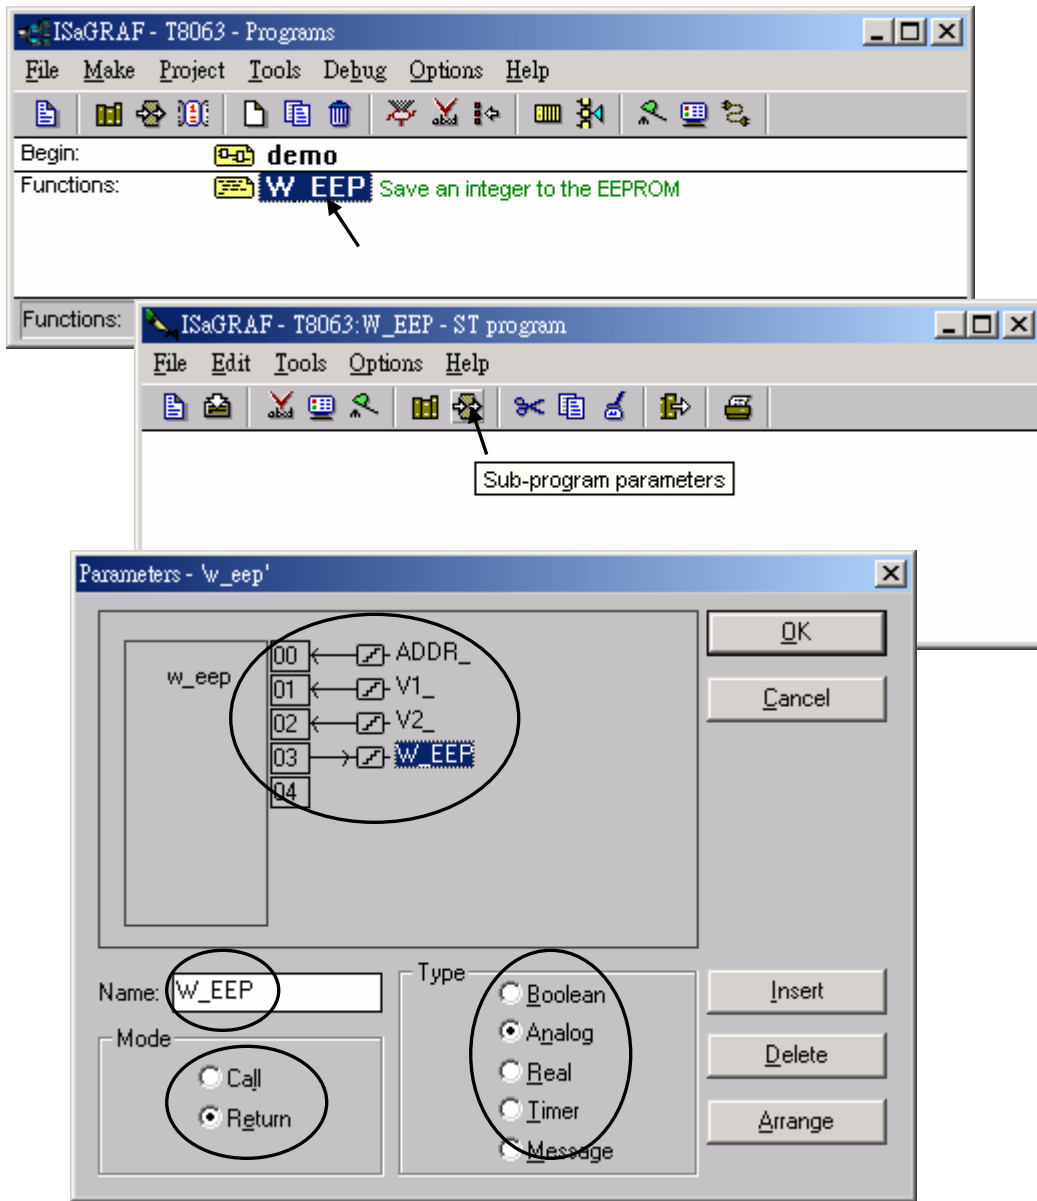 ISaGRAF - T8063 - Programs
File Make Project Tools Debug Options Help
Begin: demo
Functions: W_EEP Save an integer to the EEPROM
Functions:
ISaGRAF - T8063:W_EEP - ST program
File Edit Tools Options Help
Sub-program parameters
Parameters - 'w_eep'
w_eep
00 ADDR_
01 V1_
02 V2_
03 W_EEP
04
OK
Cancel
Name: W_EEP
Mode
Call
Return
Type
Boolean
Analog
Real
Timer
Message
Insert
Delete
Arrange